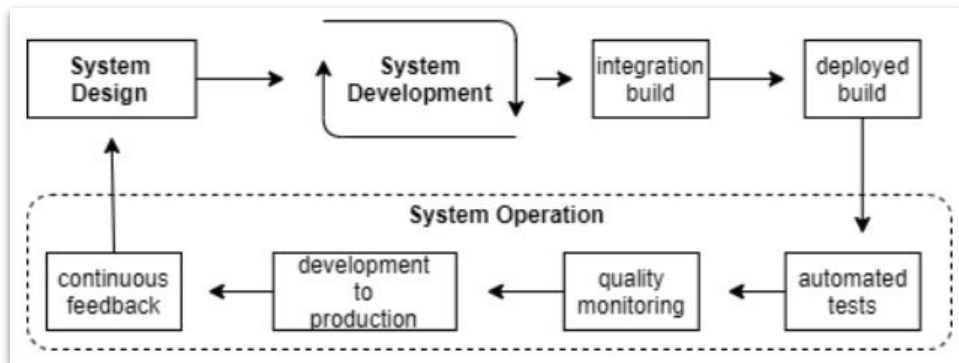 System
Design
System
Development
integration
build
deployed
build
System Operation
continuous
feedback
development
to
production
quality
monitoring
automated
tests